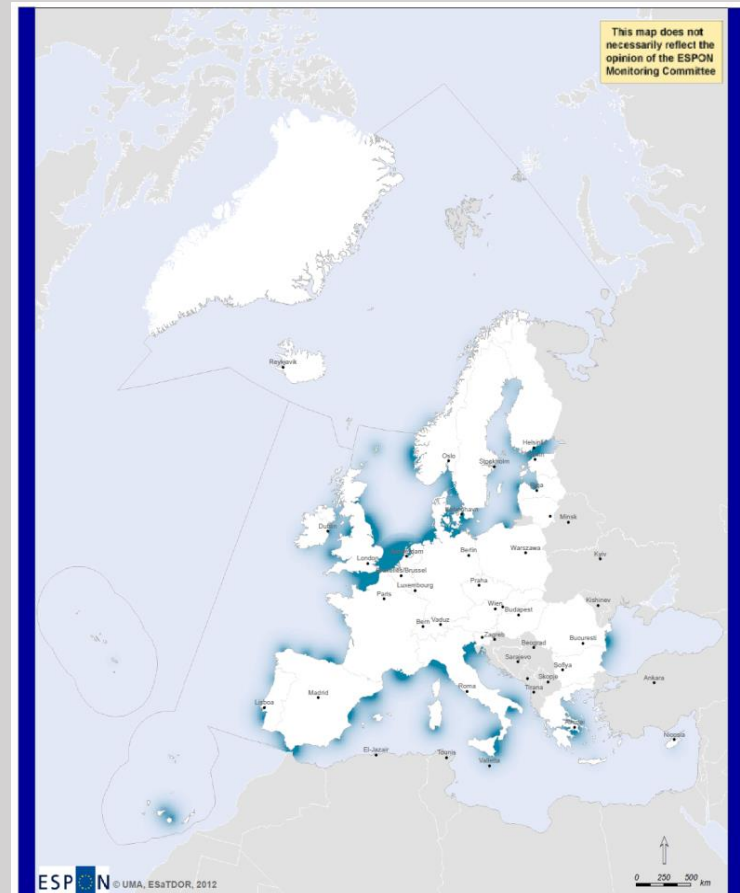 This map does not
necessarily reflect the
opinion of the ESPON
Monitoring Committee
Reykjavik
Helsinki
Oslo
Stockholm
Minsk
Dublin
Berlin
Warszawa
London
Kyiv
Luxembourg
Praha
Paris
Kishinev
Wien
Budapest
Bern
Vaduz
Zagreb
Beograd
Bucuresti
Sarajevo
Sofiya
Skopje
Roma
Tirana
Ankara
Madrid
Lisboa
El-Jazair
Tounis
Valletta
Nicosia
0 250 500
km
ESPON © UMA, ESaTDOR, 2012